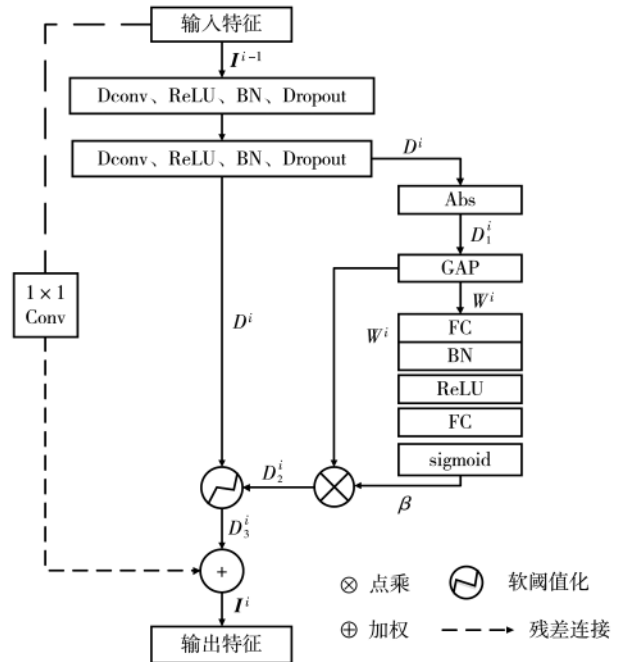 输入特征
I^{i-1}
Dconv、ReLU、BN、Dropout
Dconv、ReLU、BN、Dropout
D^i
Abs
D_1^i
GAP
W^i
1×1
Conv
D^i
W^i
FC
BN
ReLU
FC
sigmoid
D_2^i
β
D_3^i
+
I^i
输出特征
⊗ 点乘
软阈值化
⊕ 加权
残差连接